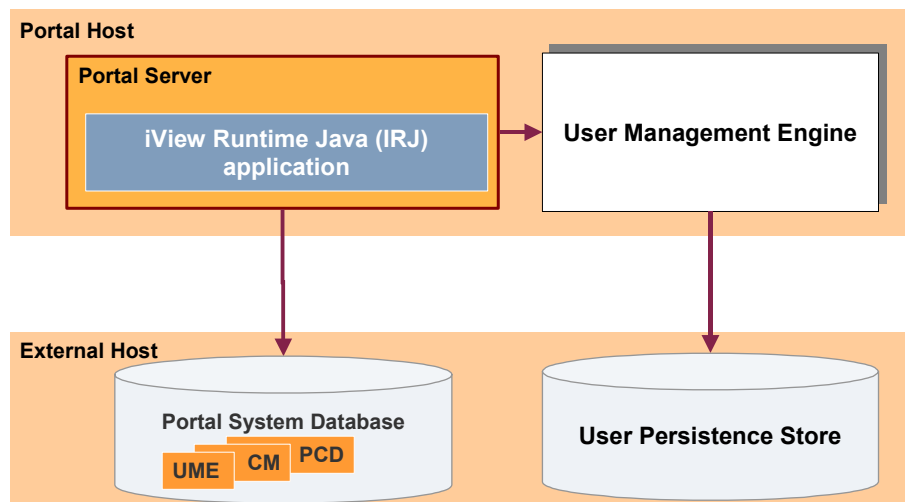 Portal Host
Portal Server
iView Runtime Java (IRJ)
application
User Management Engine
External Host
Portal System Database
UME
CM
PCD
User Persistence Store